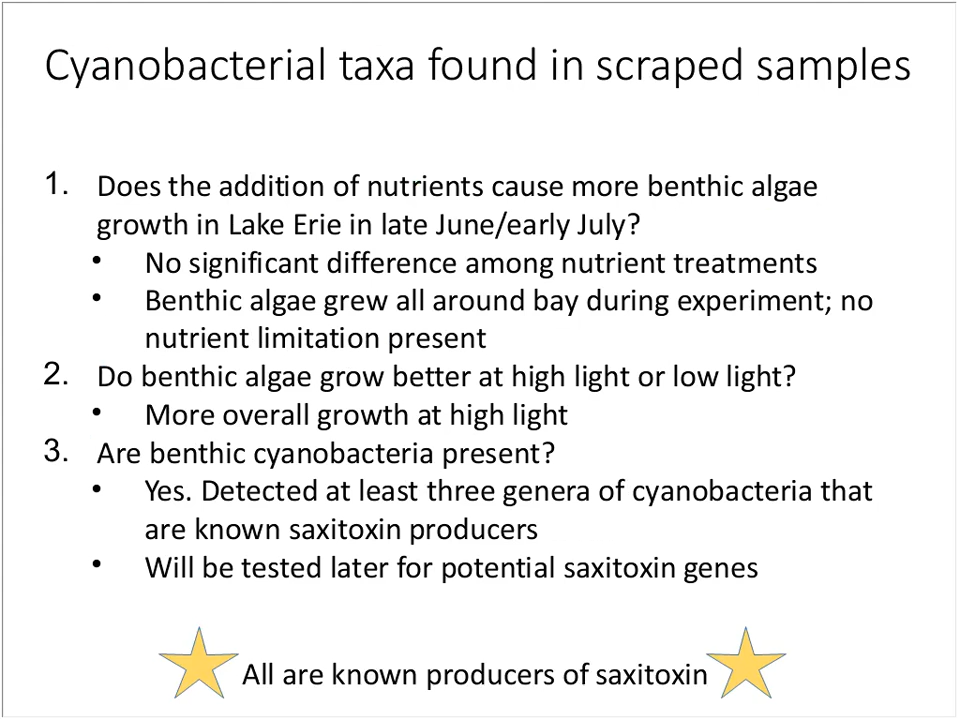 Cyanobacterial taxa found in scraped samples
1. Does the addition of nutrients cause more benthic algae
growth in Lake Erie in late June/early July?
• No significant difference among nutrient treatments
• Benthic algae grew all around bay during experiment; no
nutrient limitation present
2. Do benthic algae grow better at high light or low light?
• More overall growth at high light
3. Are benthic cyanobacteria present?
• Yes. Detected at least three genera of cyanobacteria that
are known saxitoxin producers
• Will be tested later for potential saxitoxin genes
All are known producers of saxitoxin